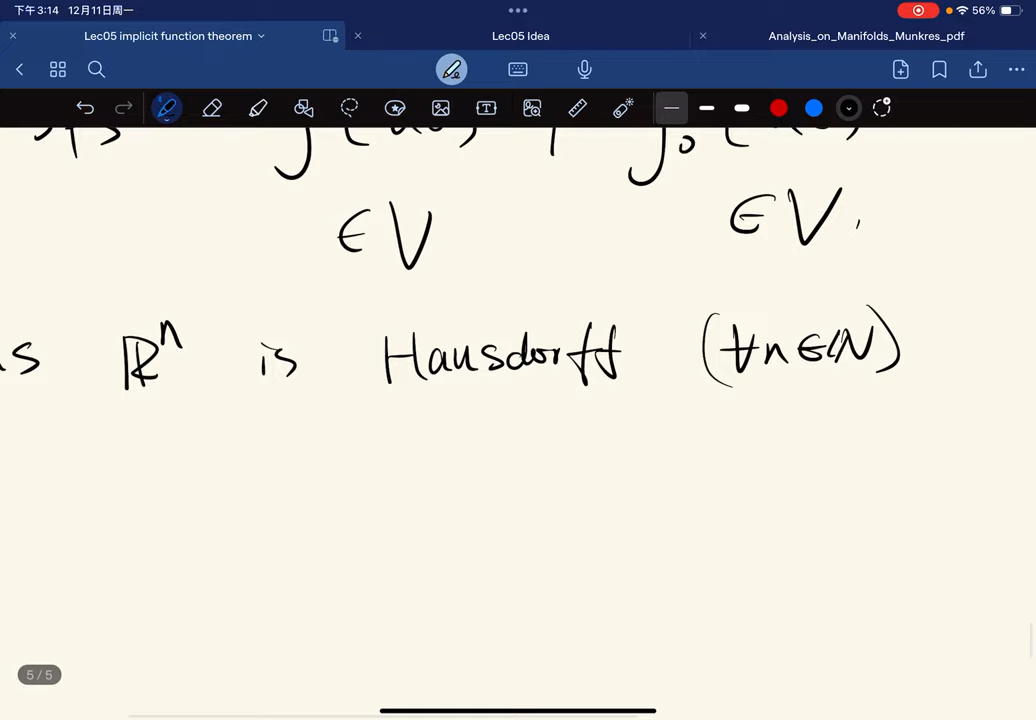 下午3:14 12月11日周一
56%
Lec05 implicit function theorem
Lec05 Idea
Analysis_on_Manifolds_Munkres_pdf
∈ V ∈ V.
ℝⁿ is Hausdorff (∀n∈ℕ)
5 / 5